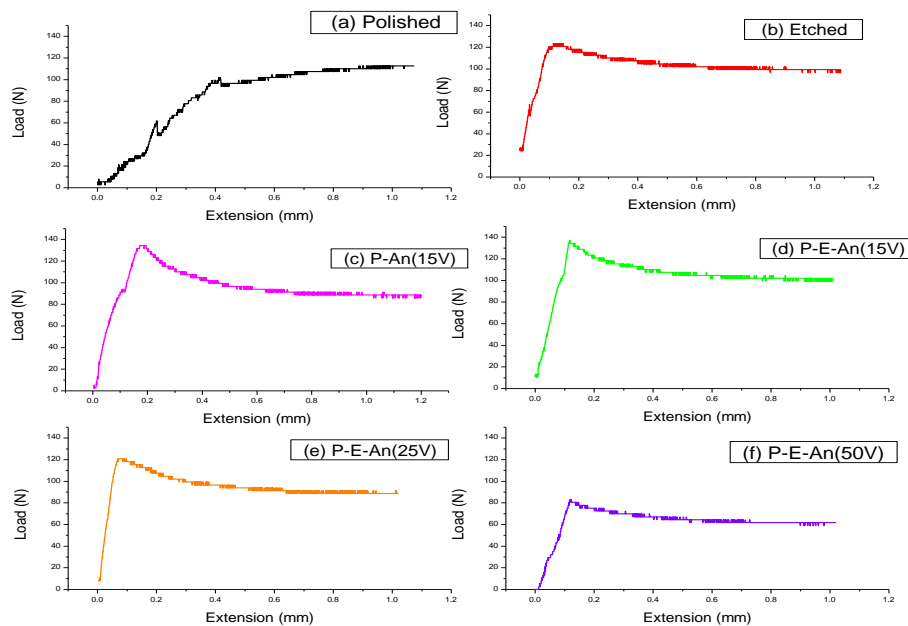 (a) Polished
140
120
100
80
60
40
20
0
Load (N)
0.0 0.2 0.4 0.6 0.8 1.0 1.2
Extension (mm)
(b) Etched
140
120
100
80
60
40
20
0
Load (N)
0.0 0.2 0.4 0.6 0.8 1.0 1.2
Extension (mm)
(c) P-An(15V)
140
120
100
80
60
40
20
0
Load (N)
0.0 0.2 0.4 0.6 0.8 1.0 1.2
Extension (mm)
(d) P-E-An(15V)
140
120
100
80
60
40
20
0
Load (N)
0.0 0.2 0.4 0.6 0.8 1.0 1.2
Extension (mm)
(e) P-E-An(25V)
140
120
100
80
60
40
20
0
Load (N)
0.0 0.2 0.4 0.6 0.8 1.0 1.2
Extension (mm)
(f) P-E-An(50V)
140
120
100
80
60
40
20
0
Load (N)
0.0 0.2 0.4 0.6 0.8 1.0 1.2
Extension (mm)